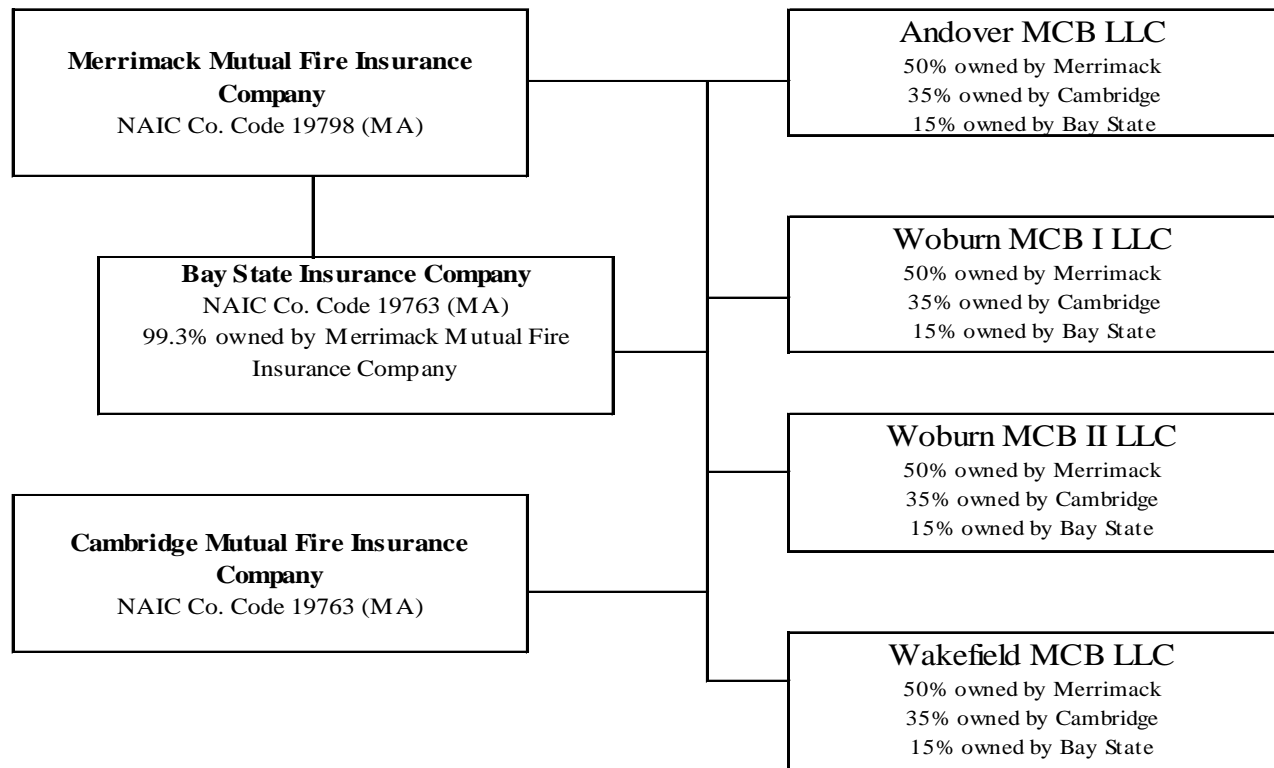 Merrimack Mutual Fire Insurance
Company
NAIC Co. Code 19798 (MA)
Bay State Insurance Company
NAIC Co. Code 19763 (MA)
99.3% owned by Merrimack Mutual Fire
Insurance Company
Cambridge Mutual Fire Insurance
Company
NAIC Co. Code 19763 (MA)
Andover MCB LLC
50% owned by Merrimack
35% owned by Cambridge
15% owned by Bay State
Woburn MCB I LLC
50% owned by Merrimack
35% owned by Cambridge
15% owned by Bay State
Woburn MCB II LLC
50% owned by Merrimack
35% owned by Cambridge
15% owned by Bay State
Wakefield MCB LLC
50% owned by Merrimack
35% owned by Cambridge
15% owned by Bay State